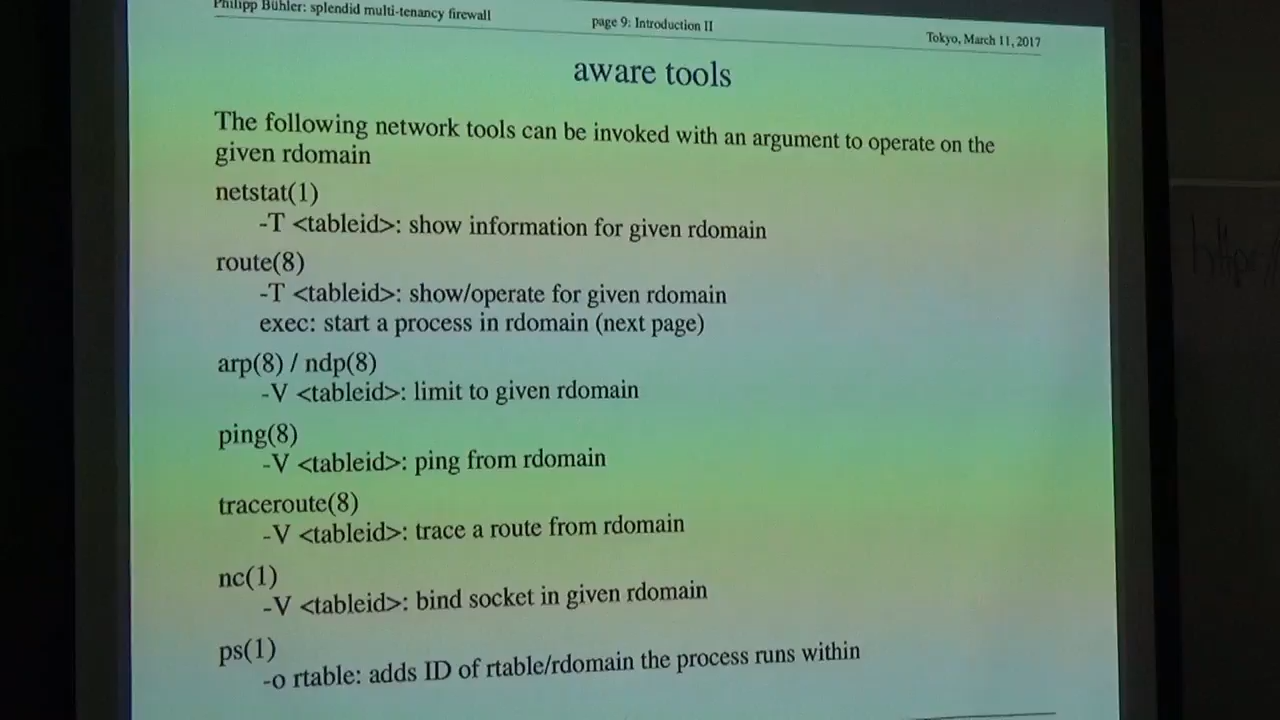 Philipp Bühler: splendid multi-tenancy firewall
page 9: Introduction II
Tokyo, March 11, 2017
aware tools
The following network tools can be invoked with an argument to operate on the
given rdomain
netstat(1)
-T <tableid>: show information for given rdomain
route(8)
-T <tableid>: show/operate for given rdomain
exec: start a process in rdomain (next page)
arp(8) / ndp(8)
-V <tableid>: limit to given rdomain
ping(8)
-V <tableid>: ping from rdomain
traceroute(8)
-V <tableid>: trace a route from rdomain
nc(1)
-V <tableid>: bind socket in given rdomain
ps(1)
-o rtable: adds ID of rtable/rdomain the process runs within